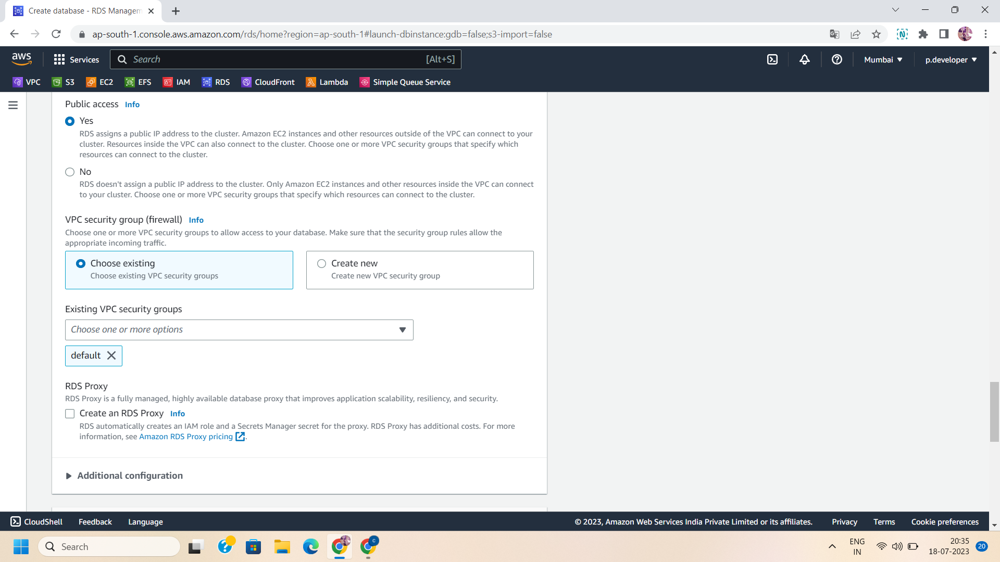 Create database - RDS Managem
ap-south-1.console.aws.amazon.com/rds/home?region=ap-south-1#launch-dbinstance:gdb=false;s3-import=false
aws
Services
Search
[Alt+S]
Mumbai
p.developer
VPC
S3
EC2
EFS
IAM
RDS
CloudFront
Lambda
Simple Queue Service
Public access Info
Yes
RDS assigns a public IP address to the cluster. Amazon EC2 instances and other resources outside of the VPC can connect to your
cluster. Resources inside the VPC can also connect to the cluster. Choose one or more VPC security groups that specify which
resources can connect to the cluster.
No
RDS doesn't assign a public IP address to the cluster. Only Amazon EC2 instances and other resources inside the VPC can connect
to your cluster. Choose one or more VPC security groups that specify which resources can connect to the cluster.
VPC security group (firewall) Info
Choose one or more VPC security groups to allow access to your database. Make sure that the security group rules allow the
appropriate incoming traffic.
Choose existing
Choose existing VPC security groups
Create new
Create new VPC security group
Existing VPC security groups
Choose one or more options
default
RDS Proxy
RDS Proxy is a fully managed, highly available database proxy that improves application scalability, resiliency, and security.
Create an RDS Proxy Info
RDS automatically creates an IAM role and a Secrets Manager secret for the proxy. RDS Proxy has additional costs. For more
information, see Amazon RDS Proxy pricing.
Additional configuration
CloudShell
Feedback
Language
© 2023, Amazon Web Services India Private Limited or its affiliates.
Privacy
Terms
Cookie preferences
Search
ENG
IN
20:35
18-07-2023
20